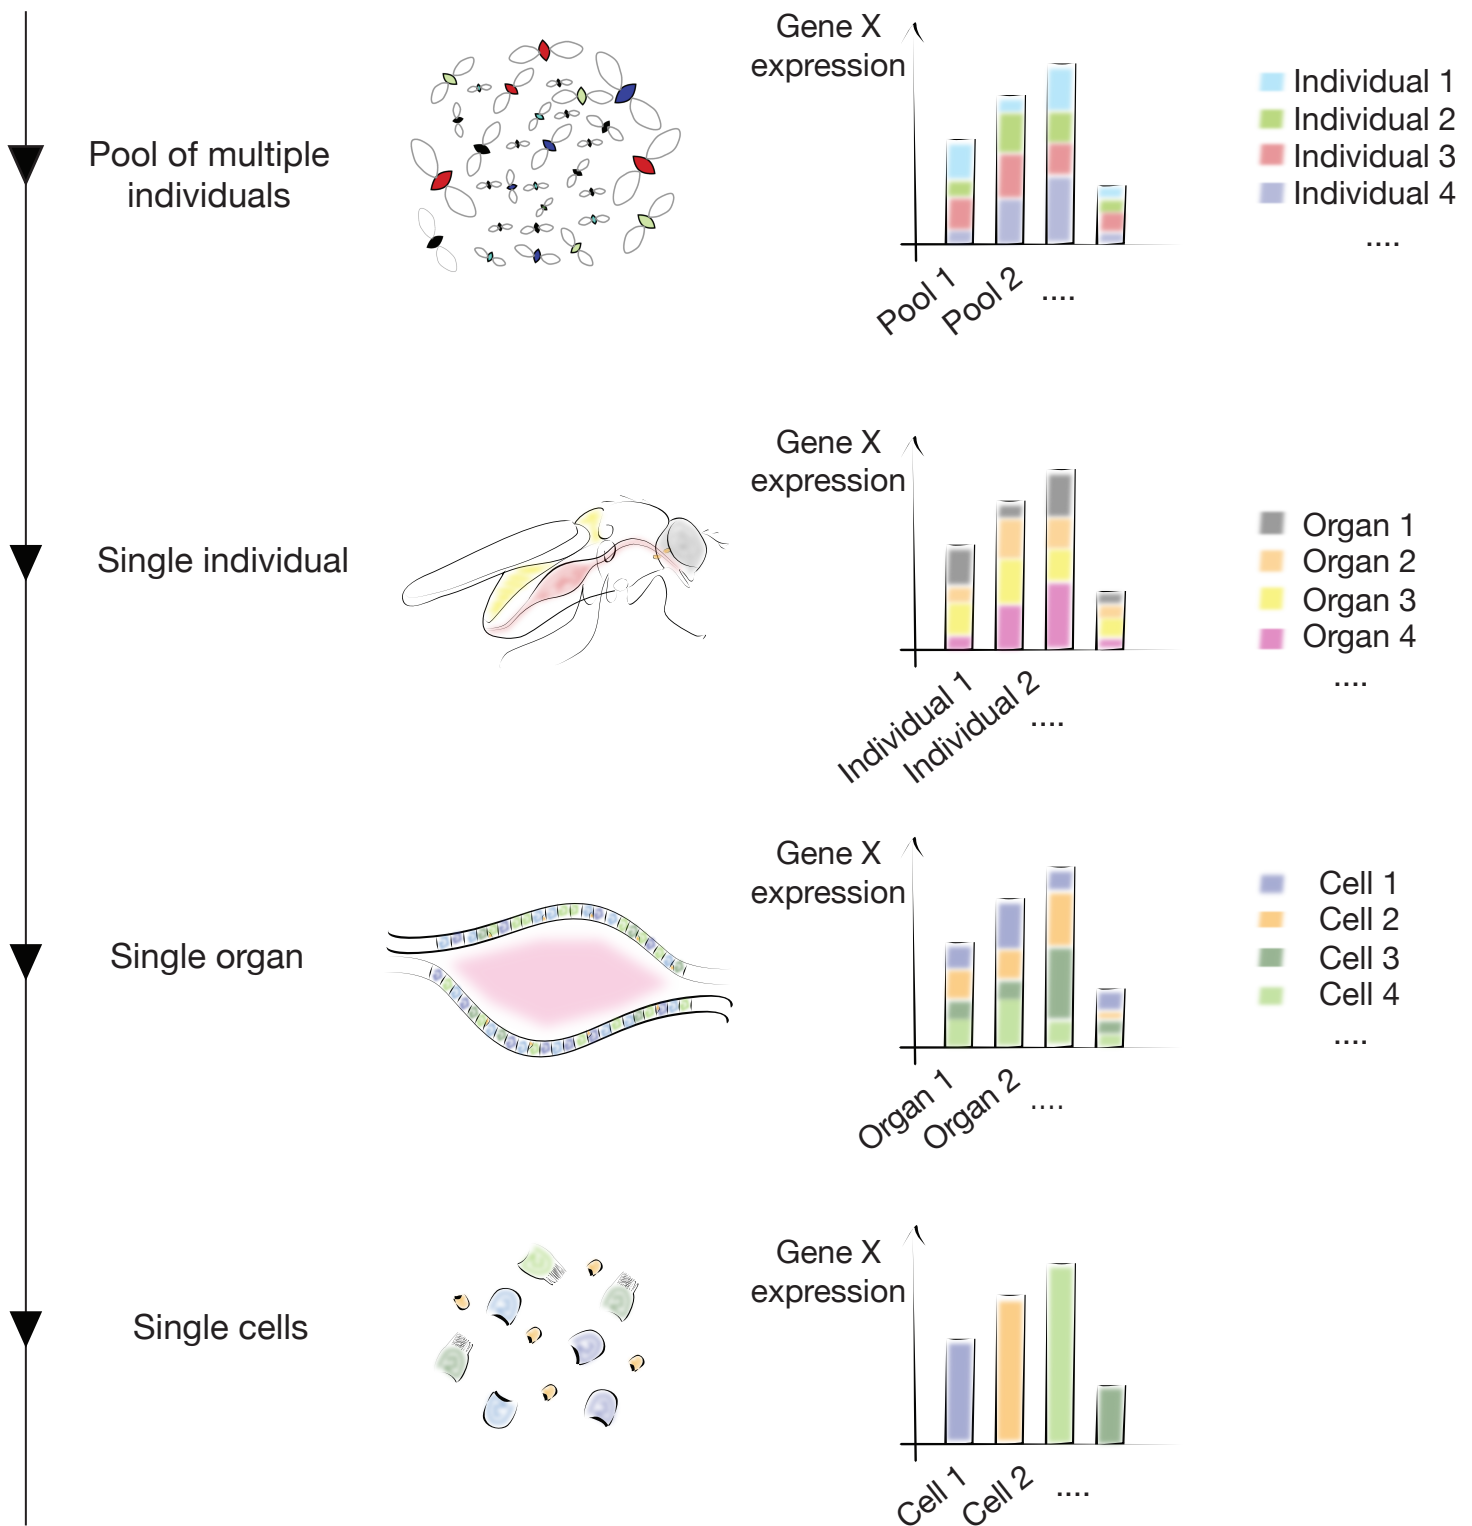 Pool of multiple
individuals
Gene X
expression
Pool 1
Pool 2
....
Individual 1
Individual 2
Individual 3
Individual 4
....
Single individual
Gene X
expression
Individual 1
Individual 2
....
Organ 1
Organ 2
Organ 3
Organ 4
....
Single organ
Gene X
expression
Organ 1
Organ 2
....
Cell 1
Cell 2
Cell 3
Cell 4
....
Single cells
Gene X
expression
Cell 1
Cell 2
....